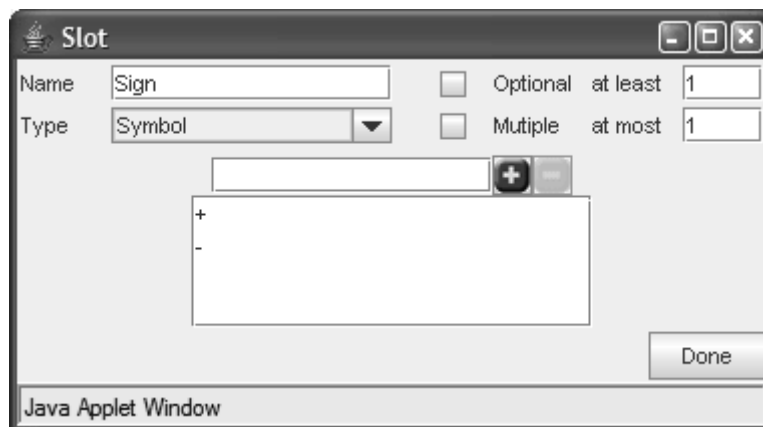 Slot
Name Sign Optional at least 1
Type Symbol Mutiple at most 1
+
-
Done
Java Applet Window